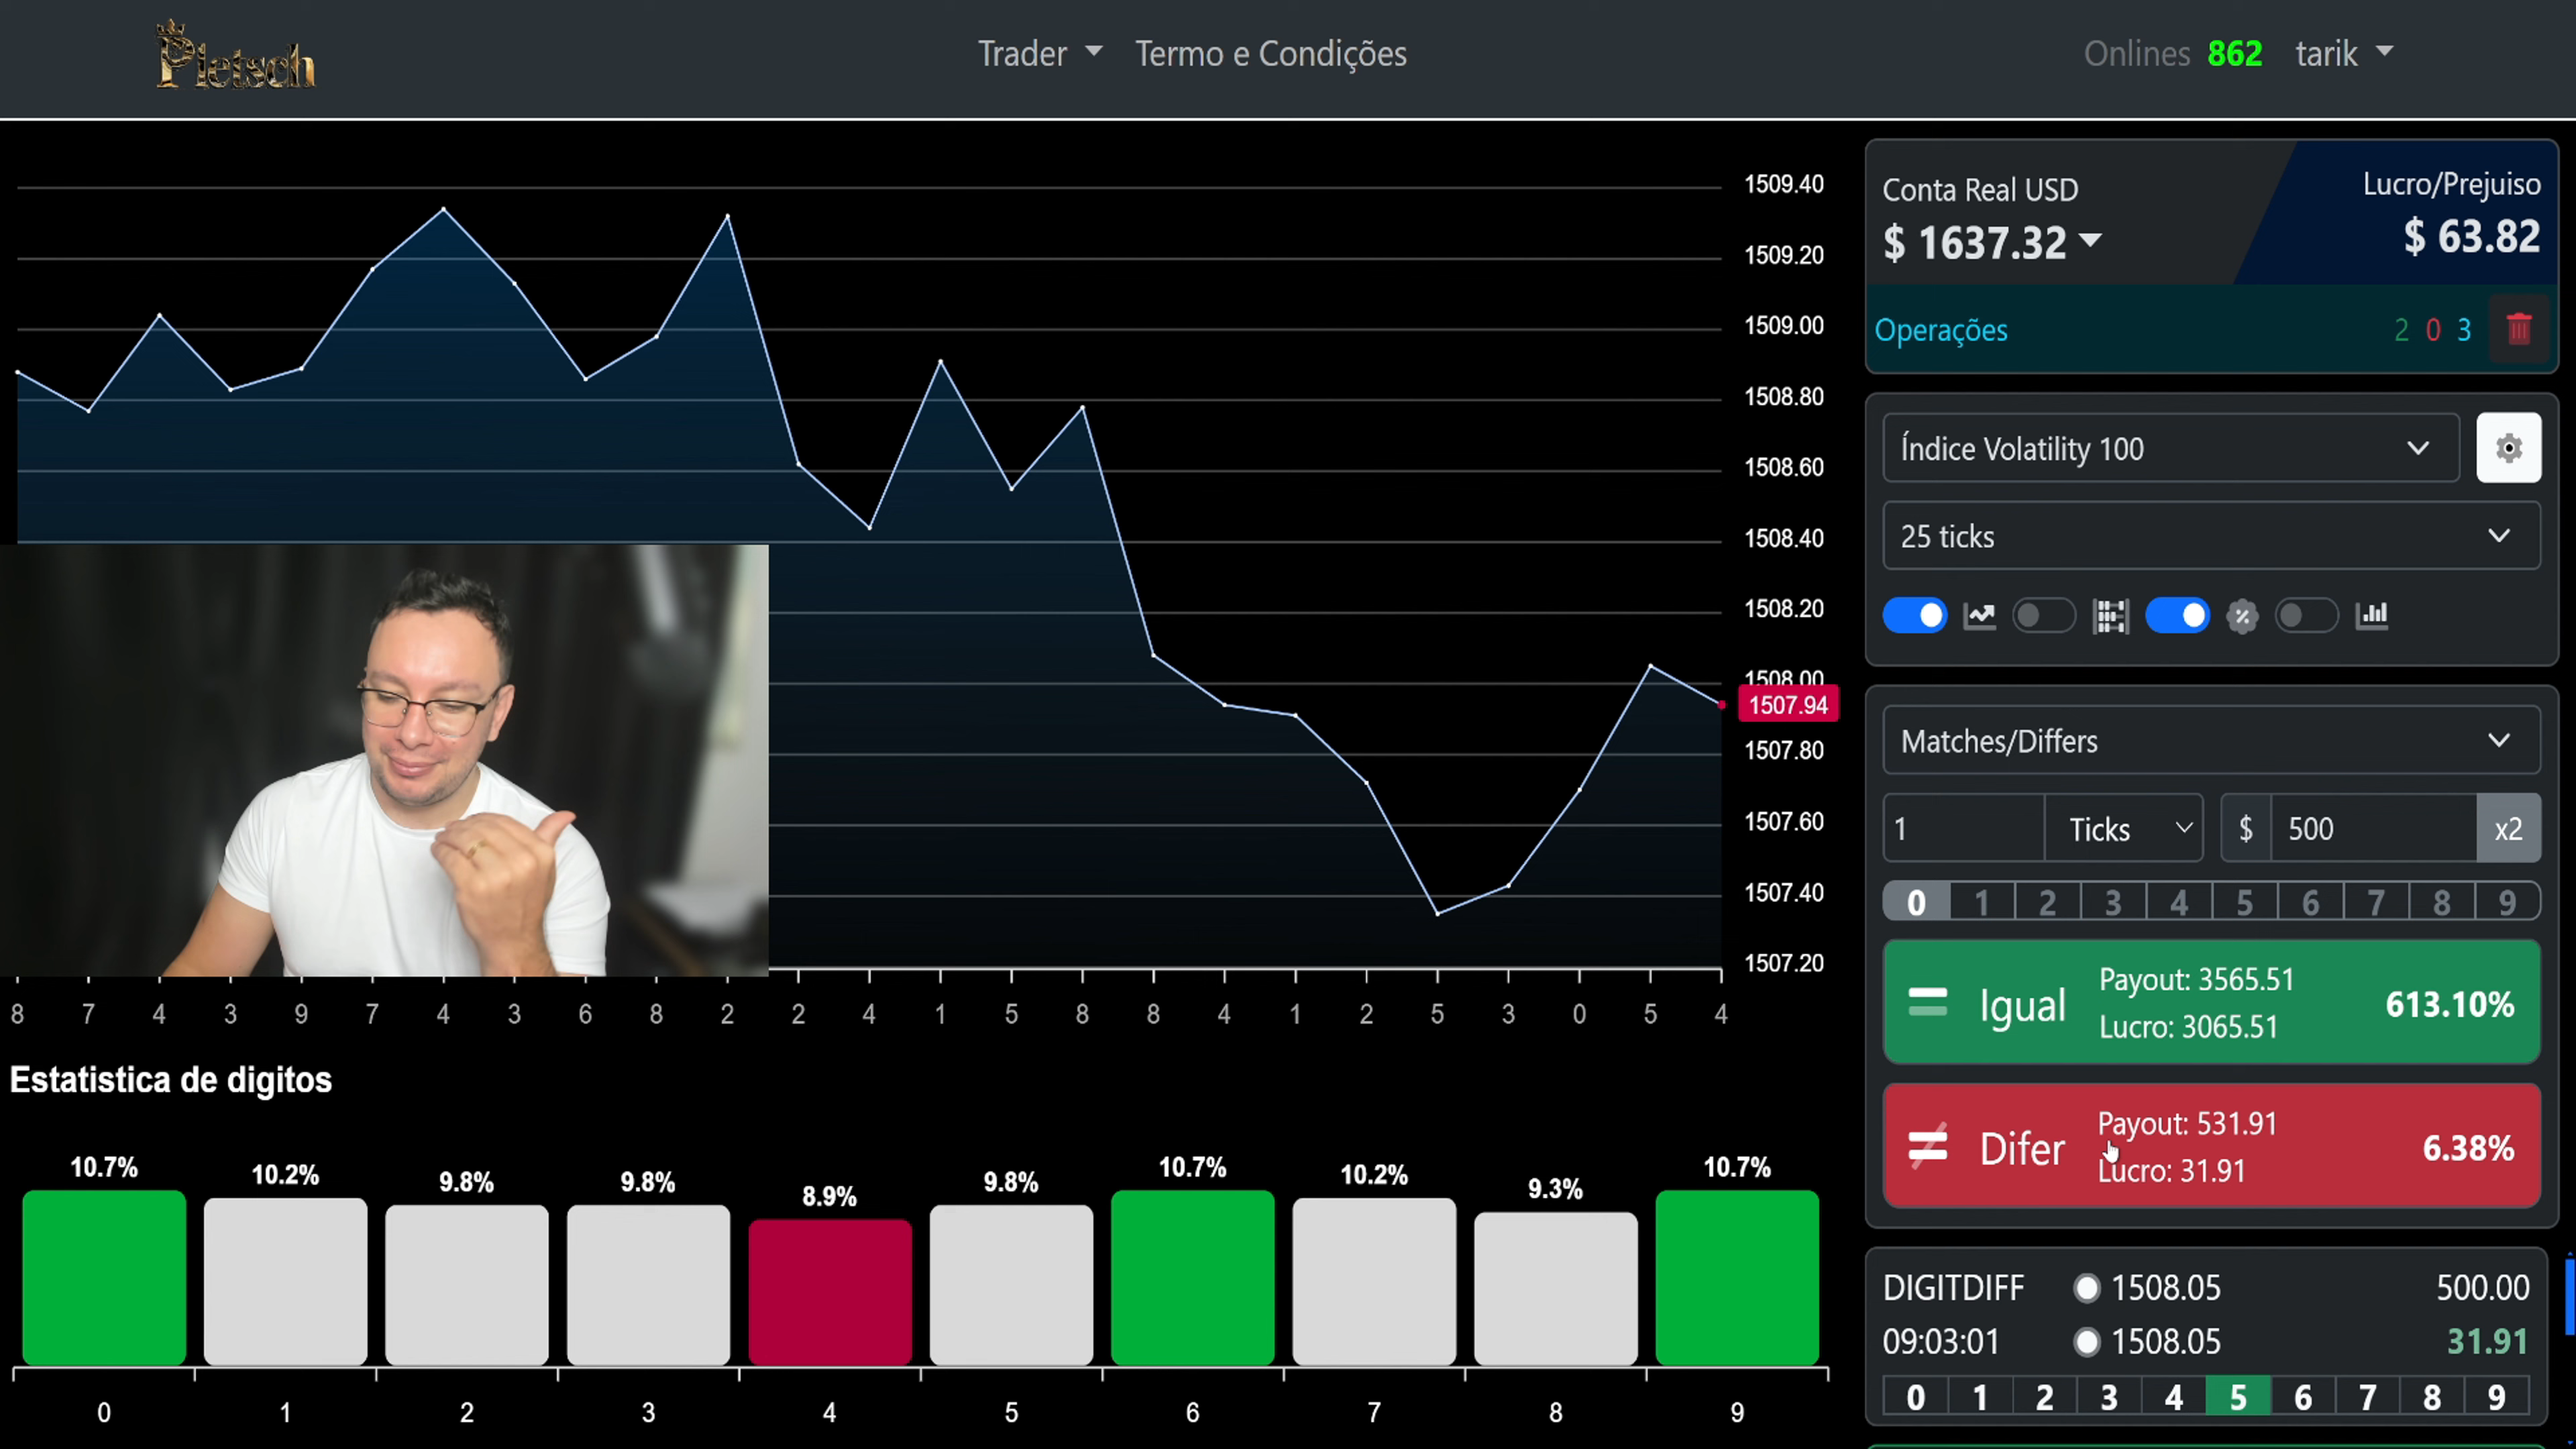 Pletsch
Trader
Termo e Condições
Onlines 862
tarik
1509.40
1509.20
1509.00
1508.80
1508.60
1508.40
1508.20
1508.00
1507.94
1507.80
1507.60
1507.40
1507.20
8 7 4 3 9 7 4 3 6 8 2 2 4 1 5 8 8 4 1 2 5 3 0 5 4
Estatistica de digitos
10.7% 10.2% 9.8% 9.8% 8.9% 9.8% 10.7% 10.2% 9.3% 10.7%
0 1 2 3 4 5 6 7 8 9
Conta Real USD
$ 1637.32
Lucro/Prejuiso
$ 63.82
Operações 2 0 3
Índice Volatility 100
25 ticks
Matches/Differs
1 Ticks $ 500 x2
0 1 2 3 4 5 6 7 8 9
Igual
Payout: 3565.51
Lucro: 3065.51
613.10%
Difer
Payout: 531.91
Lucro: 31.91
6.38%
DIGITDIFF 1508.05 500.00
09:03:01 1508.05 31.91
0 1 2 3 4 5 6 7 8 9